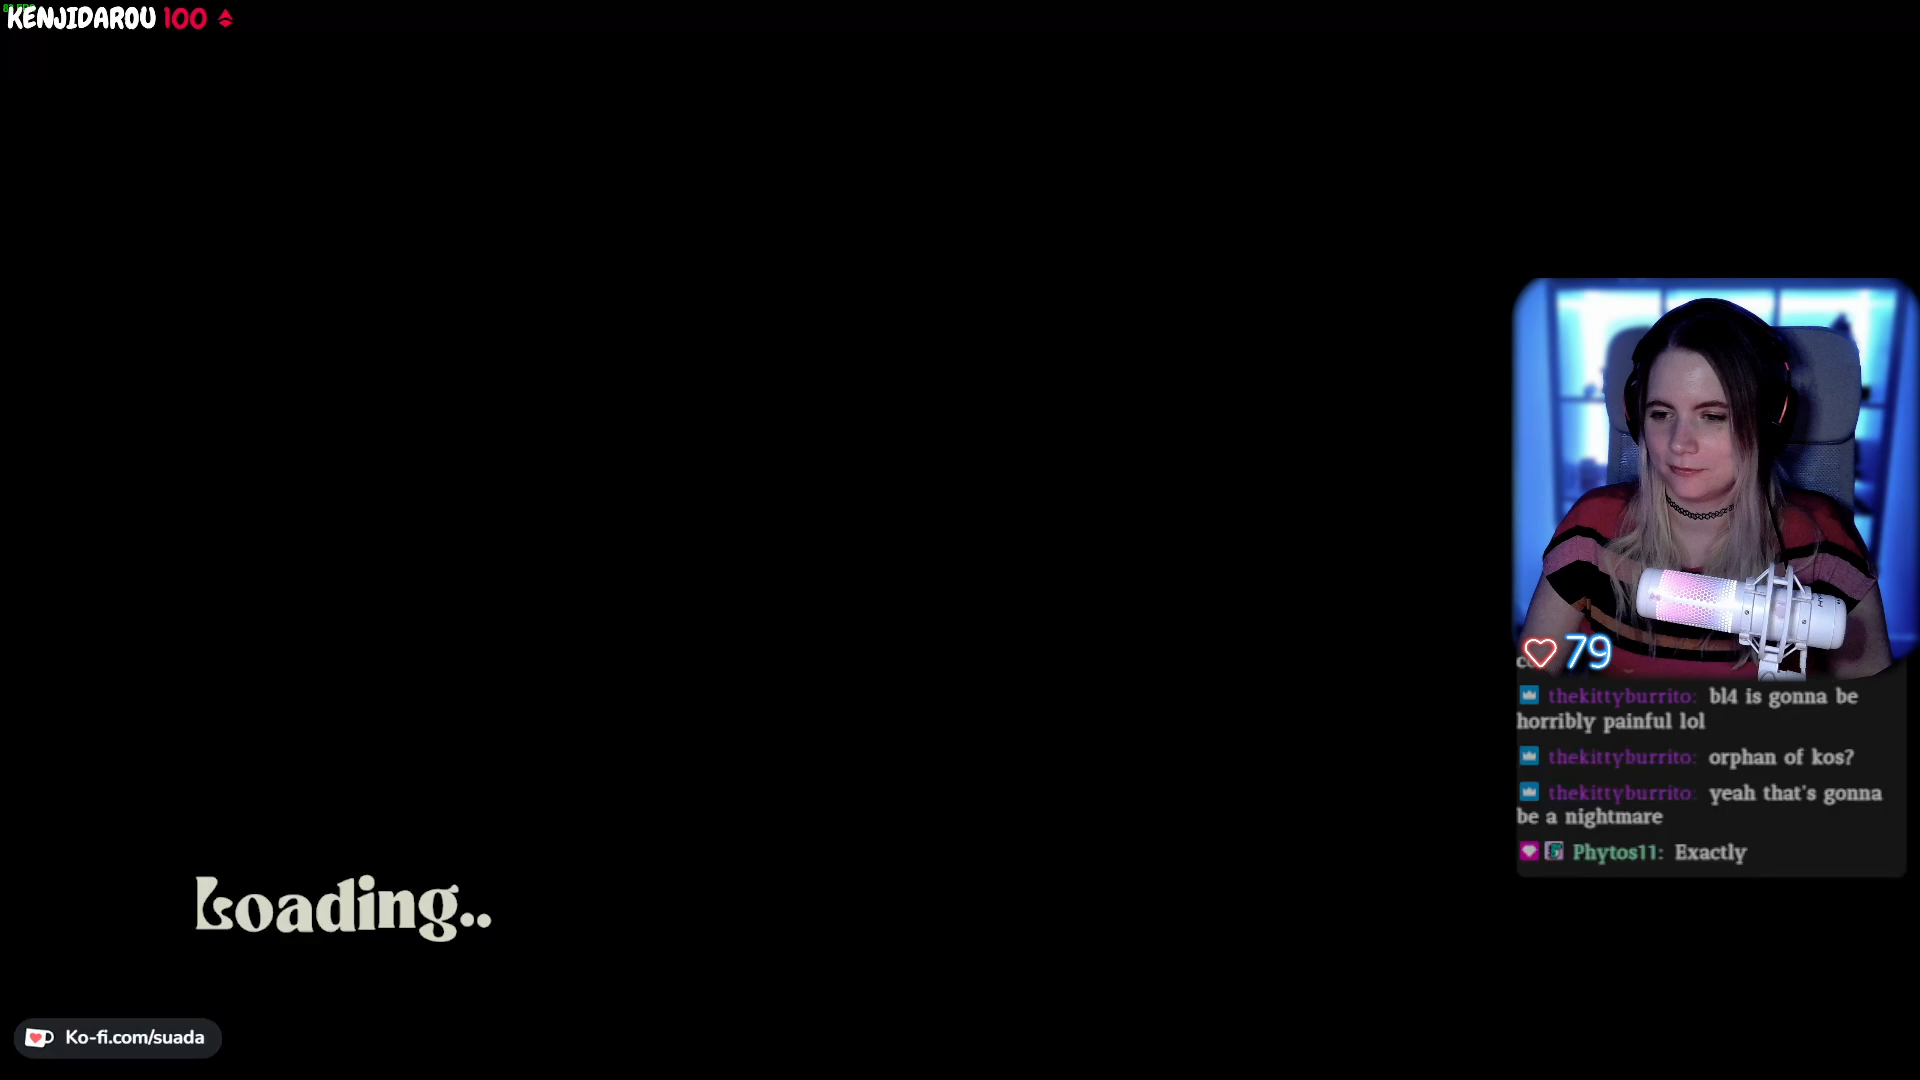 KENJIDAROU 100
79
thekittyburrito: bl4 is gonna be
horribly painful lol
thekittyburrito: orphan of kos?
thekittyburrito: yeah that's gonna
be a nightmare
Phytos11: Exactly
Loading..
Ko-fi.com/suada